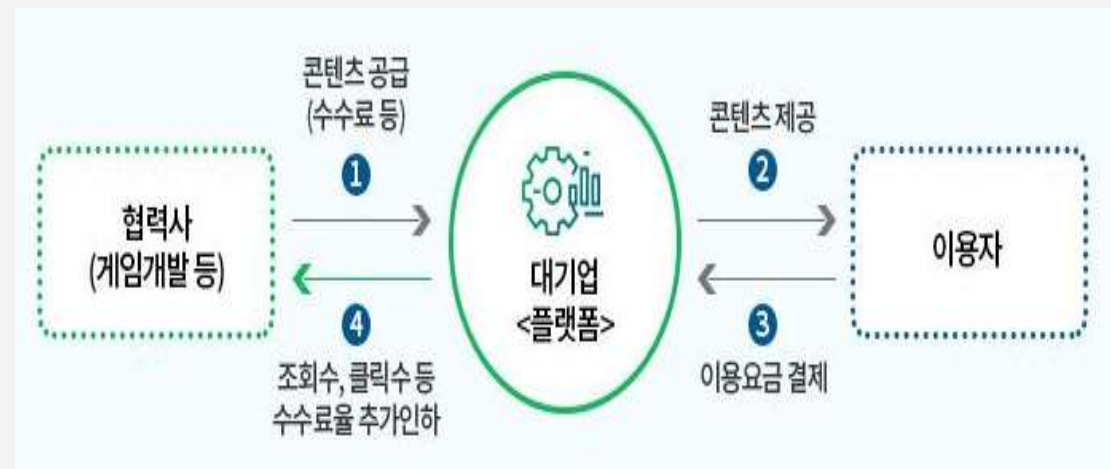 콘텐츠 공급
(수수료 등)
1
협력사
(게임개발 등)
4
조회수, 클릭수 등
수수료율 추가인하
대기업
<플랫폼>
콘텐츠 제공
2
3
이용요금 결제
이용자